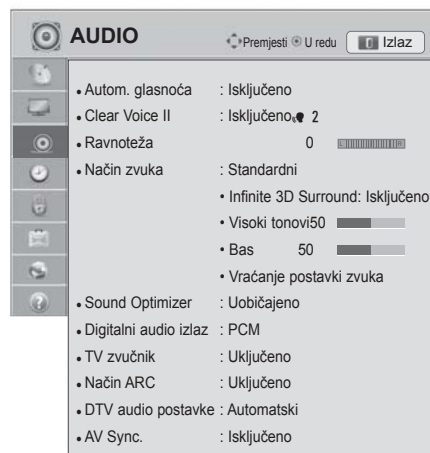 AUDIO Premjesti U redu Izlaz
• Autom. glasnoća : Isključeno
• Clear Voice II : Isključeno 2
• Ravnoteža 0 L R
• Način zvuka : Standardni
• Infinite 3D Surround: Isključeno
• Visoki tonovi50
• Bas 50
• Vraćanje postavki zvuka
• Sound Optimizer : Uobičajeno
• Digitalni audio izlaz : PCM
• TV zvučnik : Uključeno
• Način ARC : Uključeno
• DTV audio postavke : Automatski
• AV Sync. : Isključeno